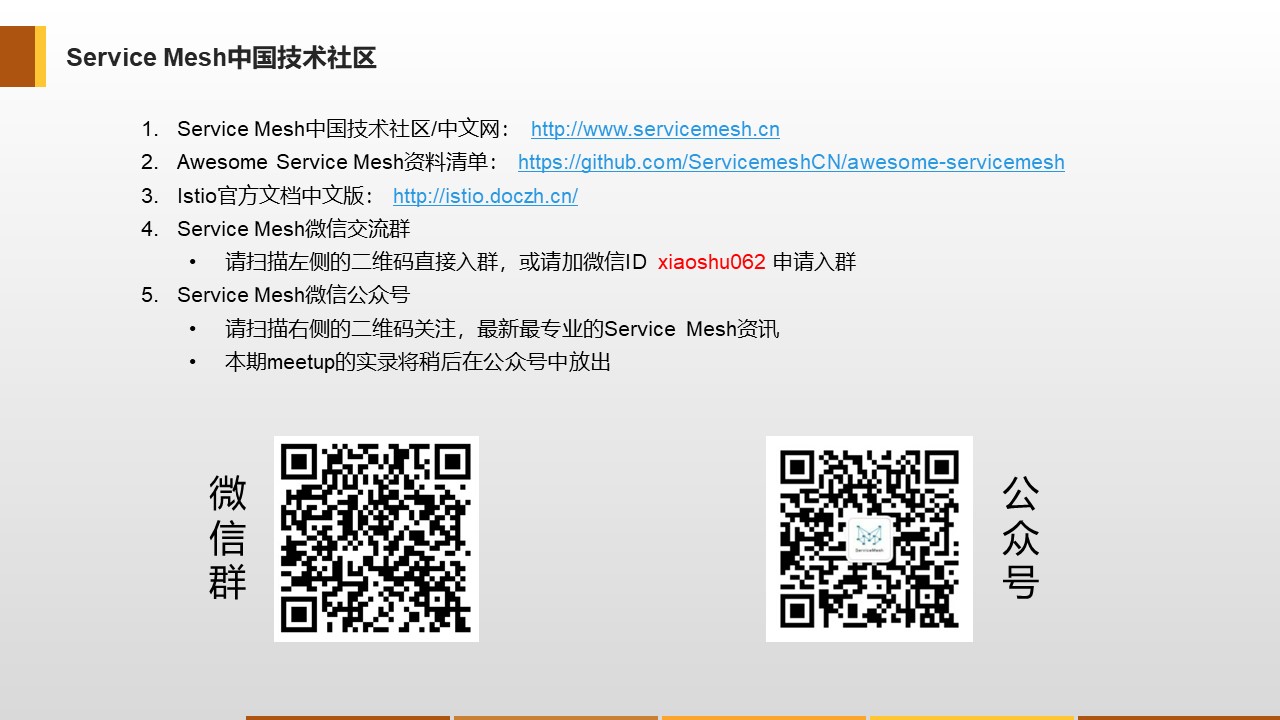 Service Mesh中国技术社区
1. Service Mesh中国技术社区/中文网： http://www.servicemesh.cn
2. Awesome Service Mesh资料清单： https://github.com/ServicemeshCN/awesome-servicemesh
3. Istio官方文档中文版： http://istio.doczh.cn/
4. Service Mesh微信交流群
• 请扫描左侧的二维码直接入群，或请加微信ID xiaoshu062 申请入群
5. Service Mesh微信公众号
• 请扫描右侧的二维码关注，最新最专业的Service Mesh资讯
• 本期meetup的实录将稍后在公众号中放出
微信群
ServiceMesh
公众号